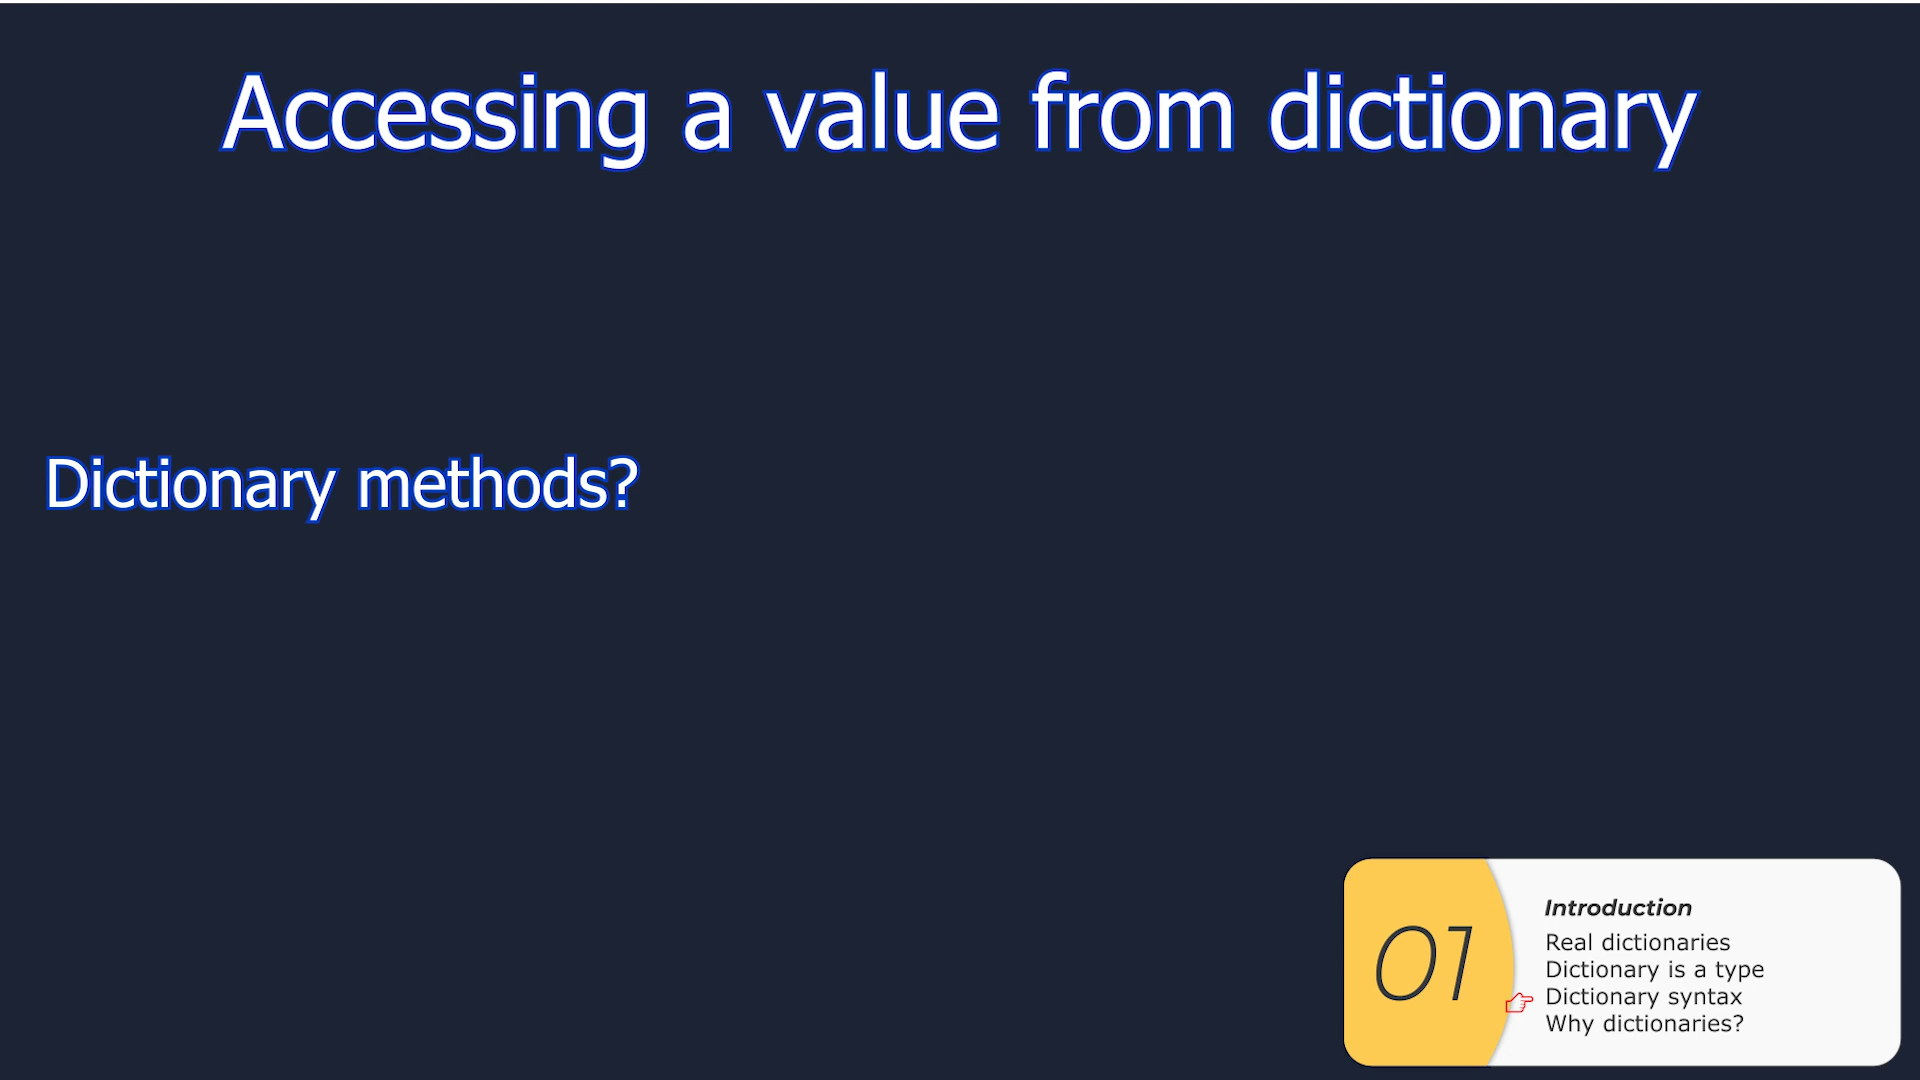 Accessing a value from dictionary
Dictionary methods?
01
Introduction
Real dictionaries
Dictionary is a type
Dictionary syntax
Why dictionaries?